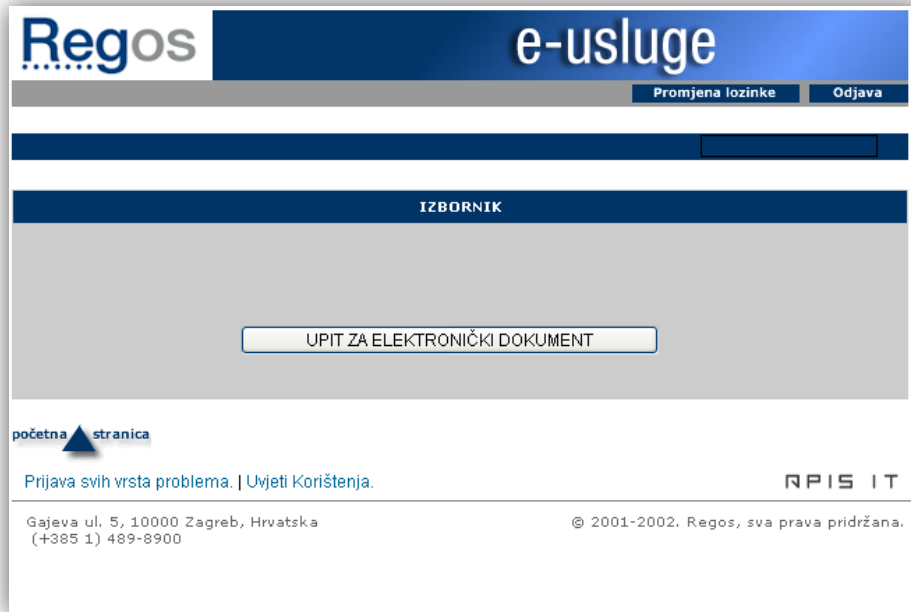 Regos e-usluge
Promjena lozinke Odjava
IZBORNIK
UPIT ZA ELEKTRONIČKI DOKUMENT
početna stranica
Prijava svih vrsta problema. | Uvjeti Korištenja. APIS IT
Gajeva ul. 5, 10000 Zagreb, Hrvatska © 2001-2002. Regos, sva prava pridržana.
(+385 1) 489-8900